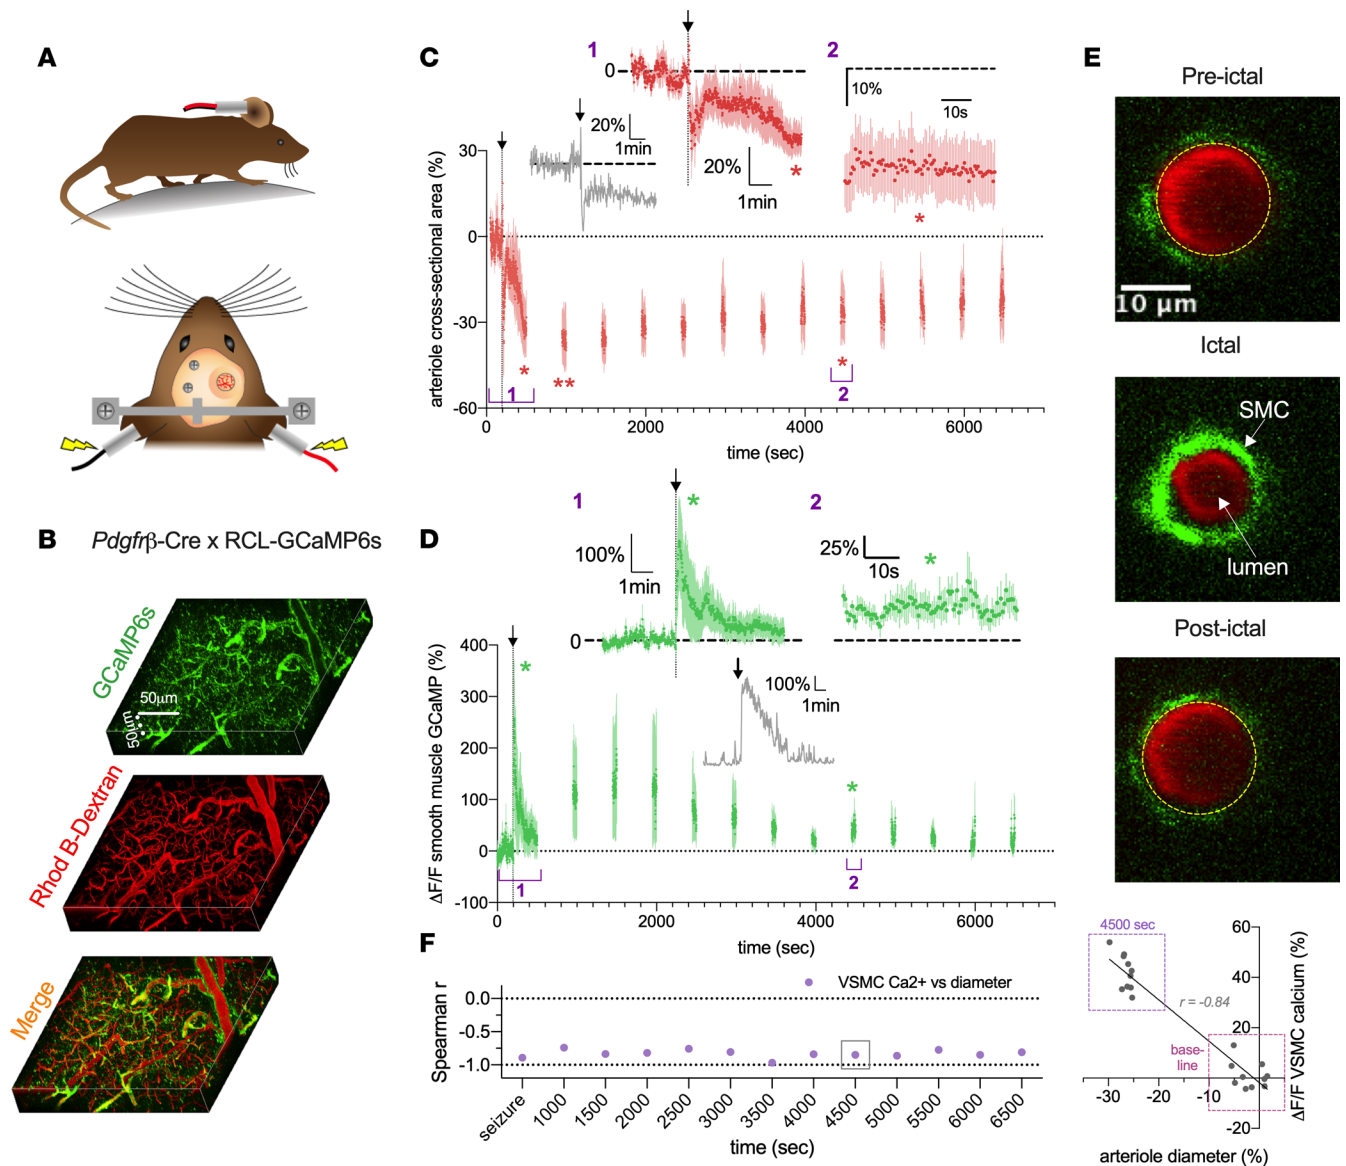 A
B
Pdgfrβ-Cre x RCL-GCaMP6s
GCaMP6s
50µm
50µm
Rhod B-Dextran
Merge
C
1
2
0
10%
10s
20%
1min
20%
1min
*
*
arteriole cross-sectional area (%)
30
0
-30
-60
*
**
*
1
2
0
2000
4000
6000
time (sec)
D
1
2
100%
1min
*
25%
10s
*
0
100%
1min
ΔF/F smooth muscle GCaMP (%)
400
300
200
100
0
-100
*
*
1
2
0
2000
4000
6000
time (sec)
E
Pre-ictal
10 µm
Ictal
SMC
lumen
Post-ictal
F
VSMC Ca2+ vs diameter
Spearman r
0.0
-0.5
-1.0
seizure
1000
1500
2000
2500
3000
3500
4000
4500
5000
5500
6000
6500
time (sec)
4500 sec
60
40
20
-20
r = -0.84
base-
line
-30
-20
-10
ΔF/F VSMC calcium (%)
arteriole diameter (%)